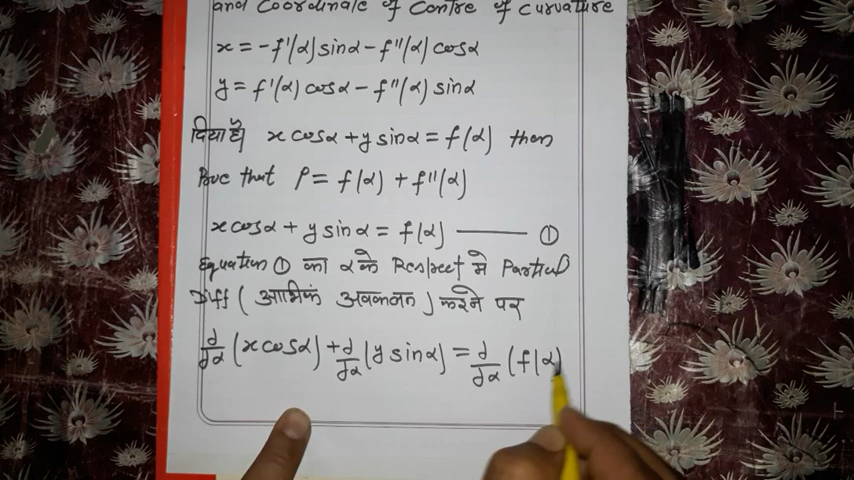 and Coordinate of Centre of Curvature
x = -f'(α) sinα - f''(α) cosα
y = f'(α) cosα - f''(α) sinα
दिया है। x cosα + y sinα = f(α) then
Prove that ρ = f(α) + f''(α)
x cosα + y sinα = f(α) ——— ①
Equation ① का α के Respect मे Partial
Diff (आशिकं अवकलन) करने पर
∂/∂α (x cosα) + ∂/∂α (y sinα) = ∂/∂α (f(α)